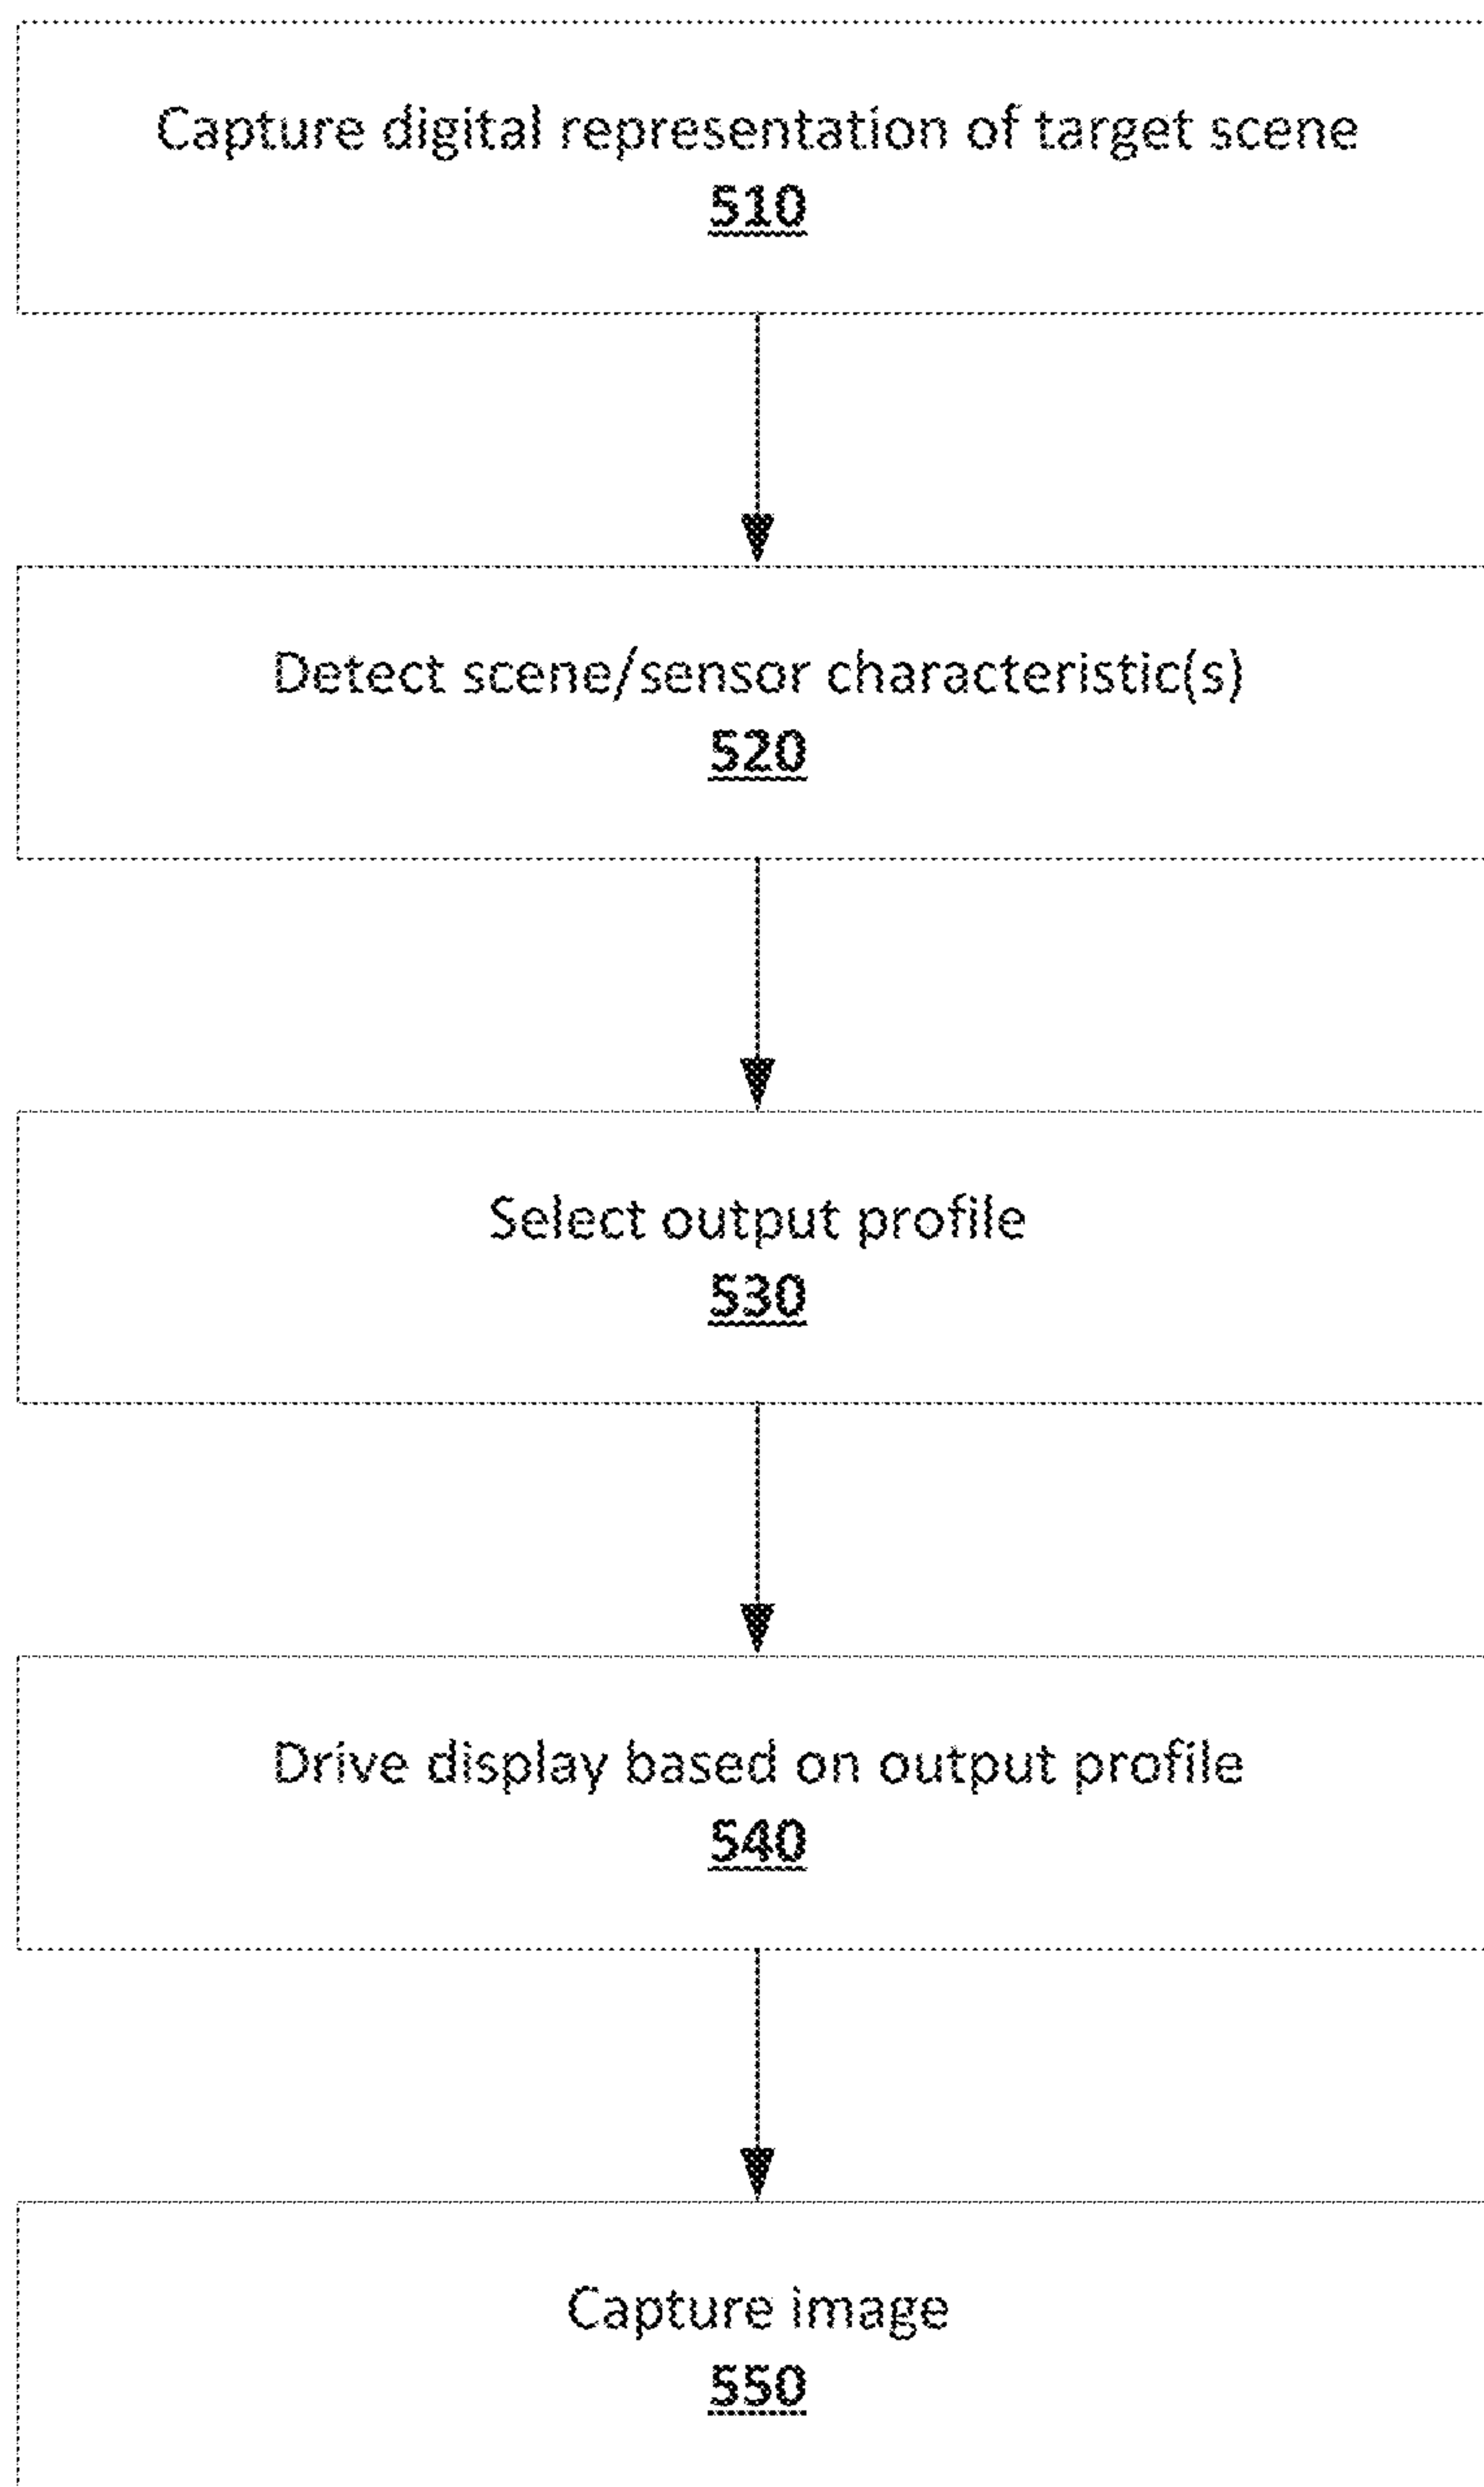 Capture digital representation of target scene
510
Detect scene/sensor characteristic(s)
520
Select output profile
530
Drive display based on output profile
540
Capture image
550